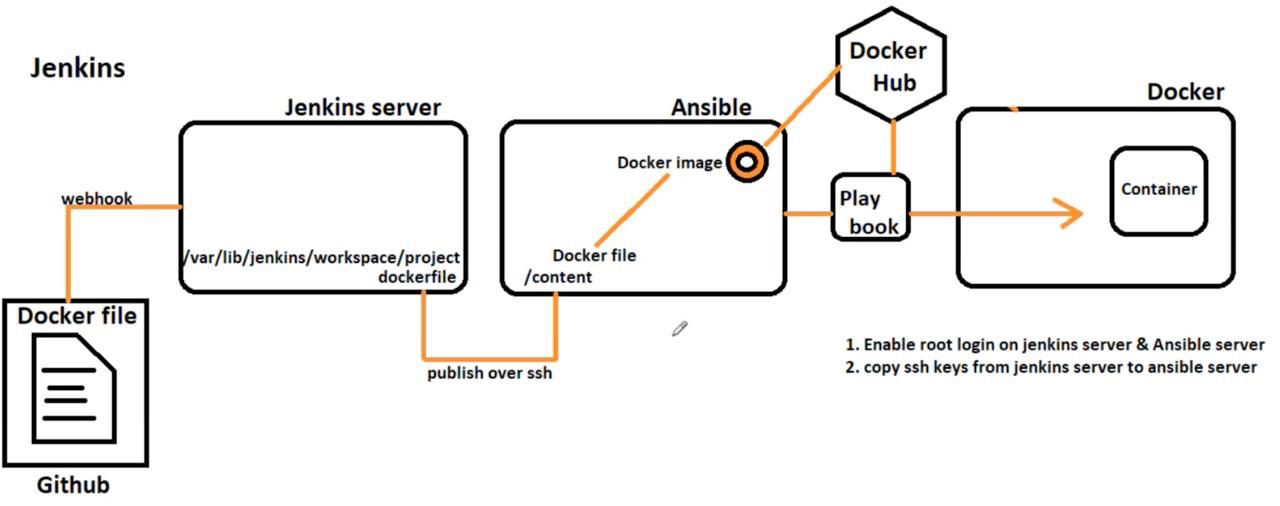 Jenkins
Jenkins server
Ansible
Docker
Hub
Docker
webhook
/var/lib/jenkins/workspace/project
dockerfile
Docker image
Docker file
/content
Play
book
Container
Docker file
Github
publish over ssh
1. Enable root login on jenkins server & Ansible server
2. copy ssh keys from jenkins server to ansible server